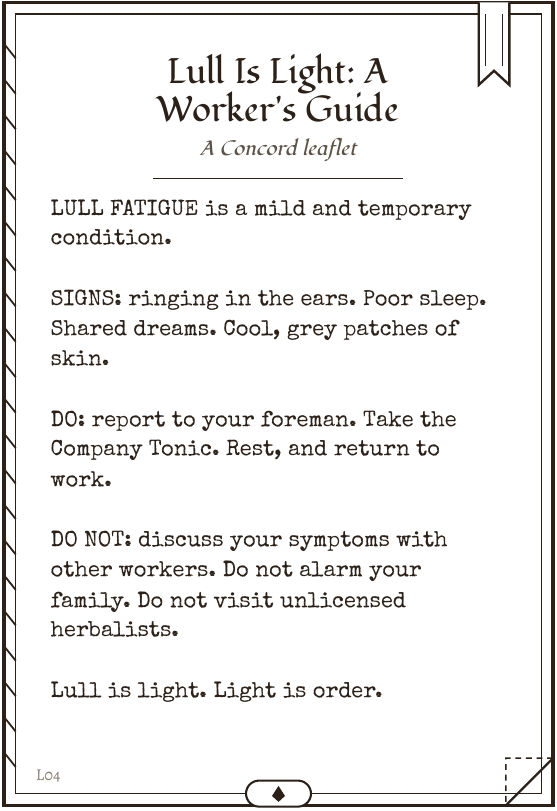 Lull Is Light: A
Worker's Guide
A Concord leaflet
LULL FATIGUE is a mild and temporary
condition.
SIGNS: ringing in the ears. Poor sleep.
Shared dreams. Cool, grey patches of
skin.
DO: report to your foreman. Take the
Company Tonic. Rest, and return to
work.
DO NOT: discuss your symptoms with
other workers. Do not alarm your
family. Do not visit unlicensed
herbalists.
Lull is light. Light is order.
L04